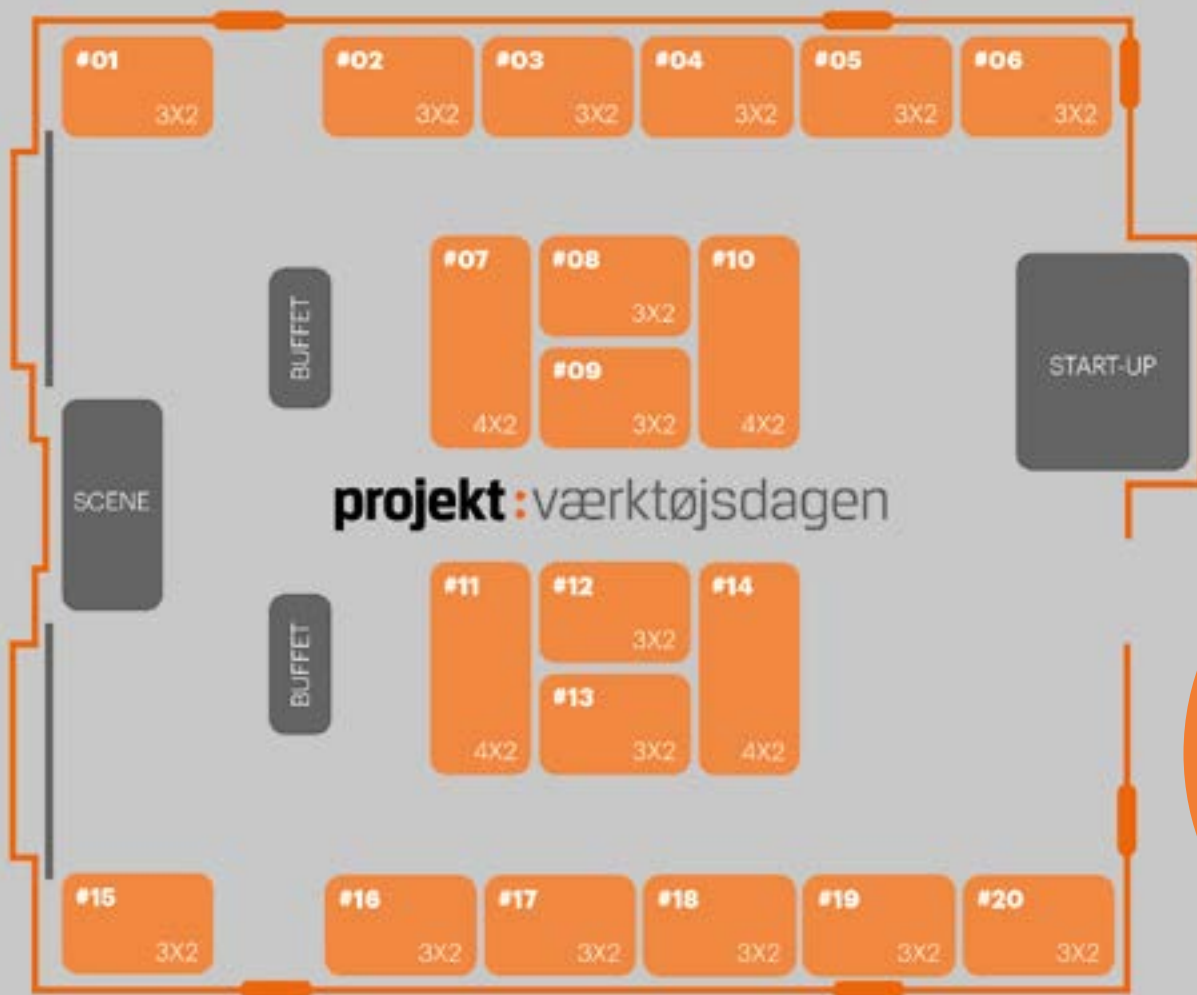 #01
3X2
#02
3X2
#03
3X2
#04
3X2
#05
3X2
#06
3X2
#07
4X2
#08
3X2
#09
3X2
#10
4X2
BUFFET
START-UP
SCENE
projekt:værktøjsdagen
#11
4X2
#12
3X2
#13
3X2
#14
4X2
BUFFET
#15
3X2
#16
3X2
#17
3X2
#18
3X2
#19
3X2
#20
3X2